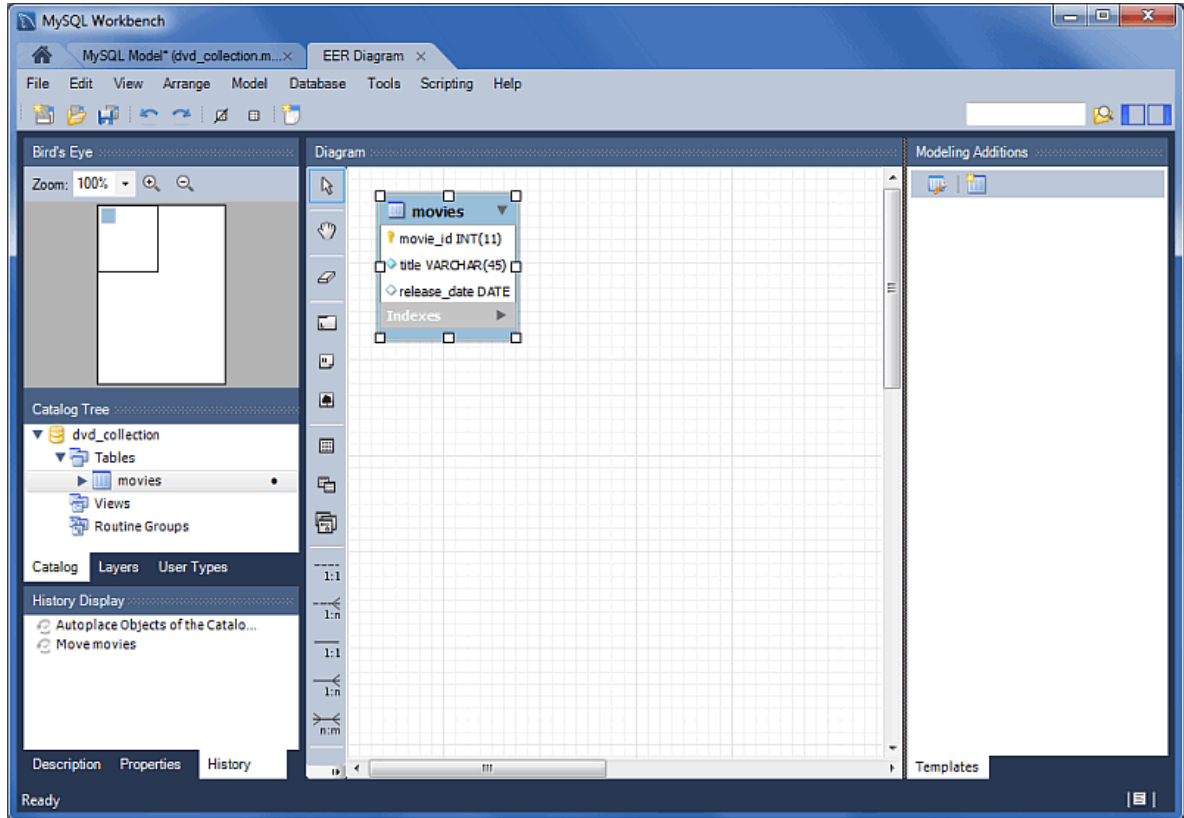 MySQL Workbench
MySQL Model* (dvd_collection.m... EER Diagram
File Edit View Arrange Model Database Tools Scripting Help
Bird's Eye
Zoom: 100%
Catalog Tree
dvd_collection
Tables
movies
Views
Routine Groups
Catalog Layers User Types
History Display
Autoplace Objects of the Catalo...
Move movies
Description Properties History
Diagram
movies
movie_id INT(11)
title VARCHAR(45)
release_date DATE
Indexes
1:1
1:n
1:1
1:n
n:m
Modeling Additions
Templates
Ready